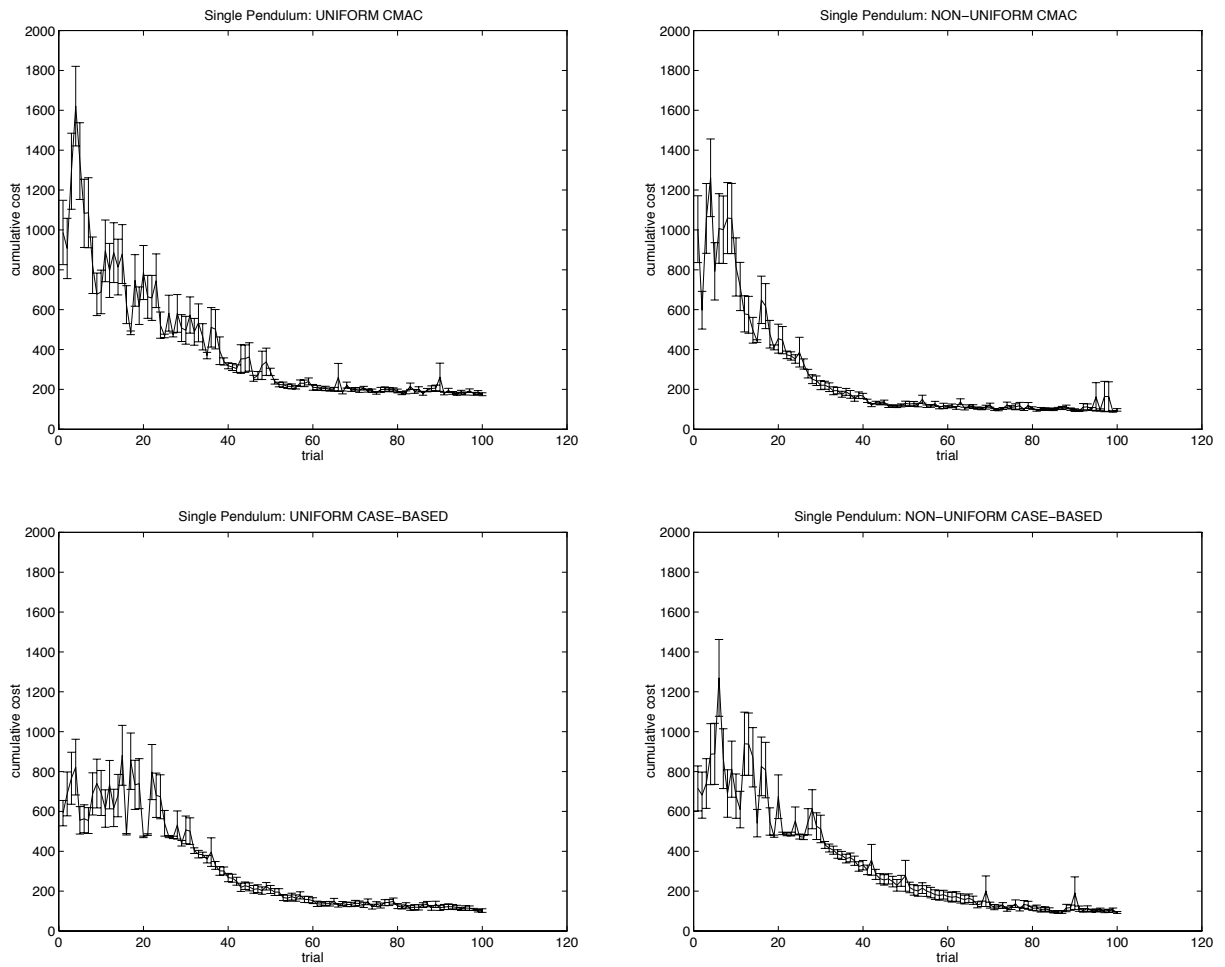 Single Pendulum: UNIFORM CMAC
2000
1800
1600
1400
1200
1000
800
600
400
200
0
cumulative cost
0 20 40 60 80 100 120
trial
Single Pendulum: NON−UNIFORM CMAC
2000
1800
1600
1400
1200
1000
800
600
400
200
0
cumulative cost
0 20 40 60 80 100 120
trial
Single Pendulum: UNIFORM CASE−BASED
2000
1800
1600
1400
1200
1000
800
600
400
200
0
cumulative cost
0 20 40 60 80 100 120
trial
Single Pendulum: NON−UNIFORM CASE−BASED
2000
1800
1600
1400
1200
1000
800
600
400
200
0
cumulative cost
0 20 40 60 80 100 120
trial